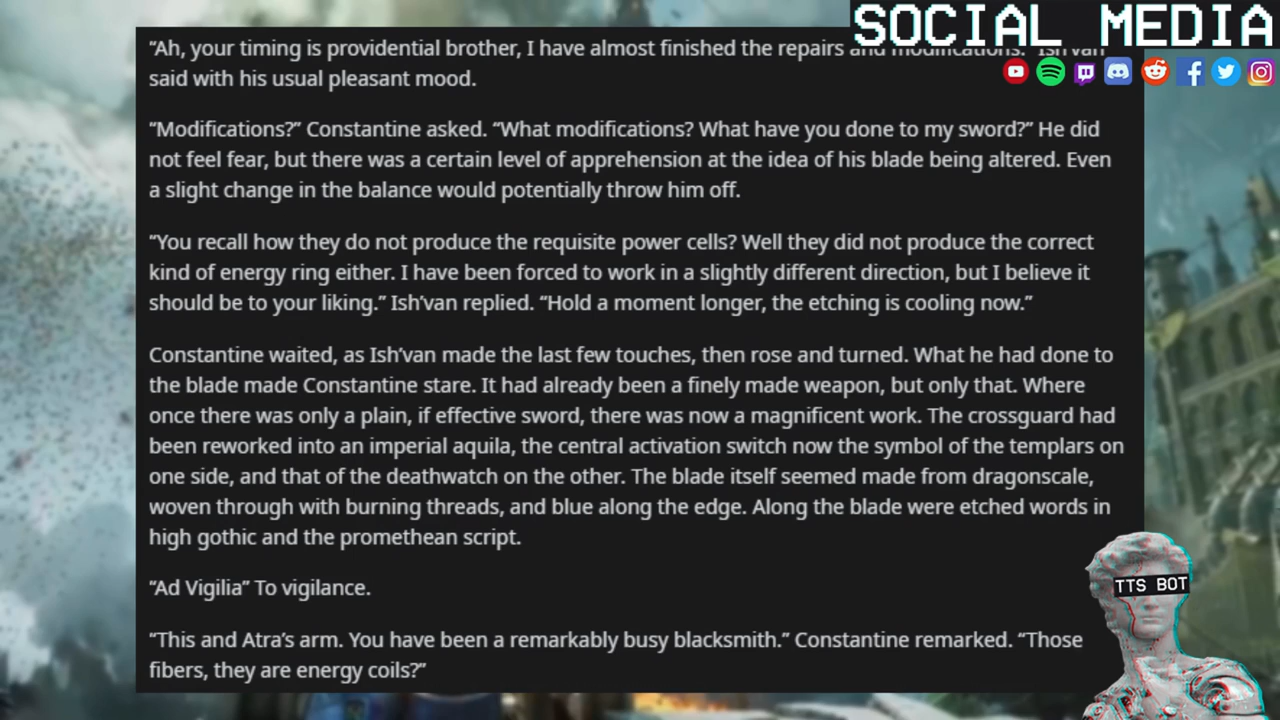 SOCIAL MEDIA
“Ah, your timing is providential brother, I have almost finished the repairs and modifications.” Ish’van
said with his usual pleasant mood.
“Modifications?” Constantine asked. “What modifications? What have you done to my sword?” He did
not feel fear, but there was a certain level of apprehension at the idea of his blade being altered. Even
a slight change in the balance would potentially throw him off.
“You recall how they do not produce the requisite power cells? Well they did not produce the correct
kind of energy ring either. I have been forced to work in a slightly different direction, but I believe it
should be to your liking.” Ish’van replied. “Hold a moment longer, the etching is cooling now.”
Constantine waited, as Ish’van made the last few touches, then rose and turned. What he had done to
the blade made Constantine stare. It had already been a finely made weapon, but only that. Where
once there was only a plain, if effective sword, there was now a magnificent work. The crossguard had
been reworked into an imperial aquila, the central activation switch now the symbol of the templars on
one side, and that of the deathwatch on the other. The blade itself seemed made from dragonscale,
woven through with burning threads, and blue along the edge. Along the blade were etched words in
high gothic and the promethean script.
“Ad Vigilia” To vigilance.
“This and Atra’s arm. You have been a remarkably busy blacksmith.” Constantine remarked. “Those
fibers, they are energy coils?”
TTS BOT